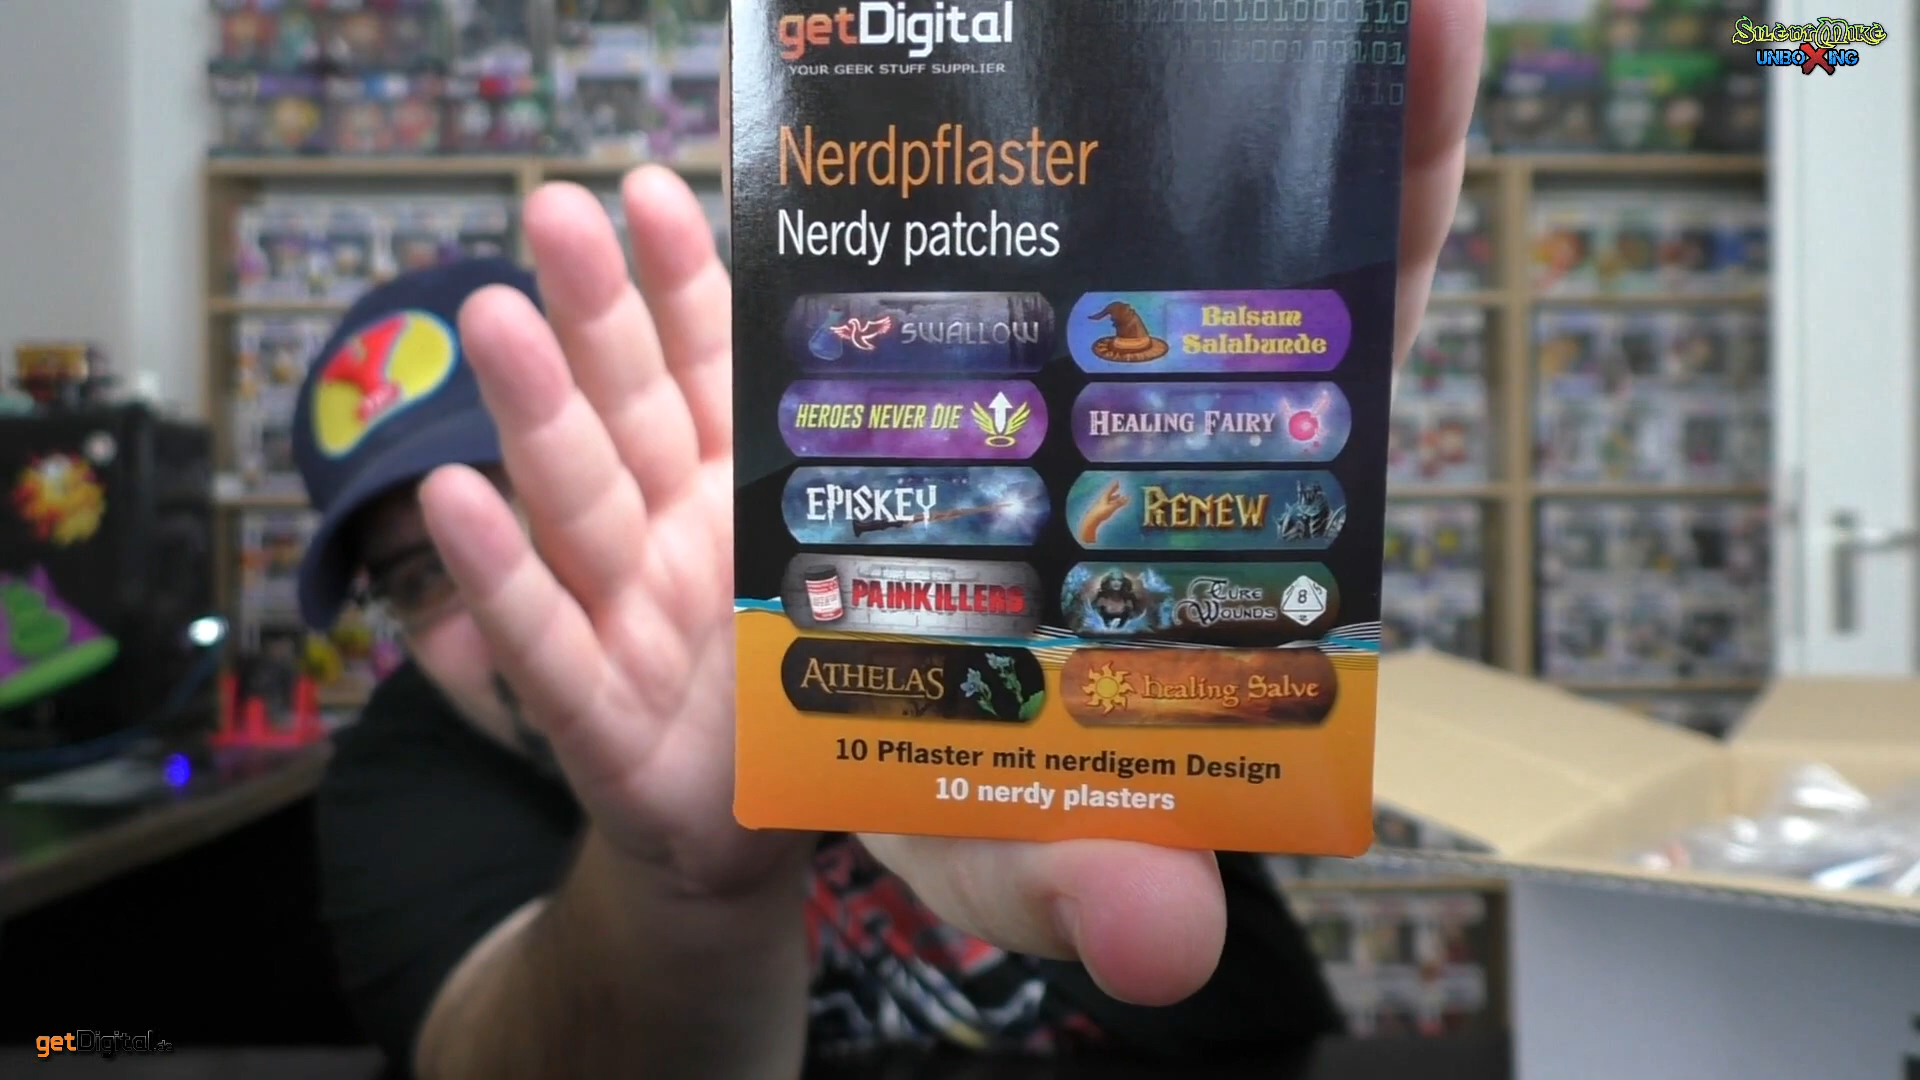 getDigital
YOUR GEEK STUFF SUPPLIER
Nerdpflaster
Nerdy patches
SWALLOW
Balsam
Salabunde
HEROES NEVER DIE
HEALING FAIRY
EPISKEY
RENEW
PAINKILLERS
CURE
WOUNDS
8
ATHELAS
Healing Salve
10 Pflaster mit nerdigem Design
10 nerdy plasters
SilentMike
UNBOXING
getDigital.de